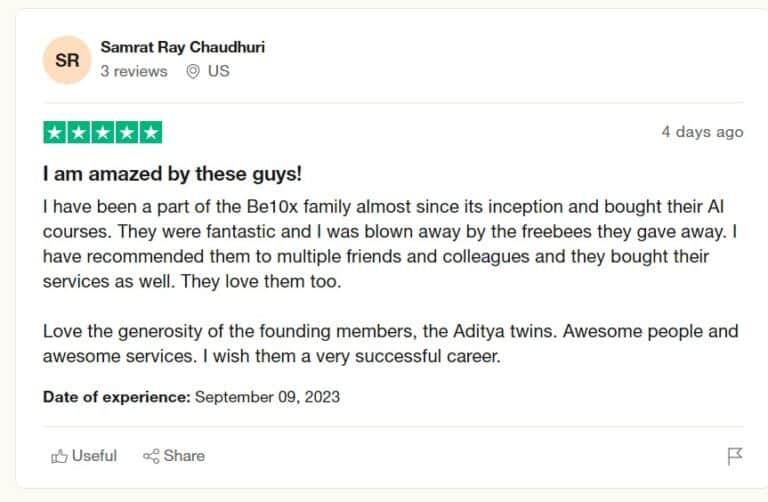 SR
Samrat Ray Chaudhuri
3 reviews US
4 days ago
I am amazed by these guys!
I have been a part of the Be10x family almost since its inception and bought their AI
courses. They were fantastic and I was blown away by the freebees they gave away. I
have recommended them to multiple friends and colleagues and they bought their
services as well. They love them too.
Love the generosity of the founding members, the Aditya twins. Awesome people and
awesome services. I wish them a very successful career.
Date of experience: September 09, 2023
Useful Share